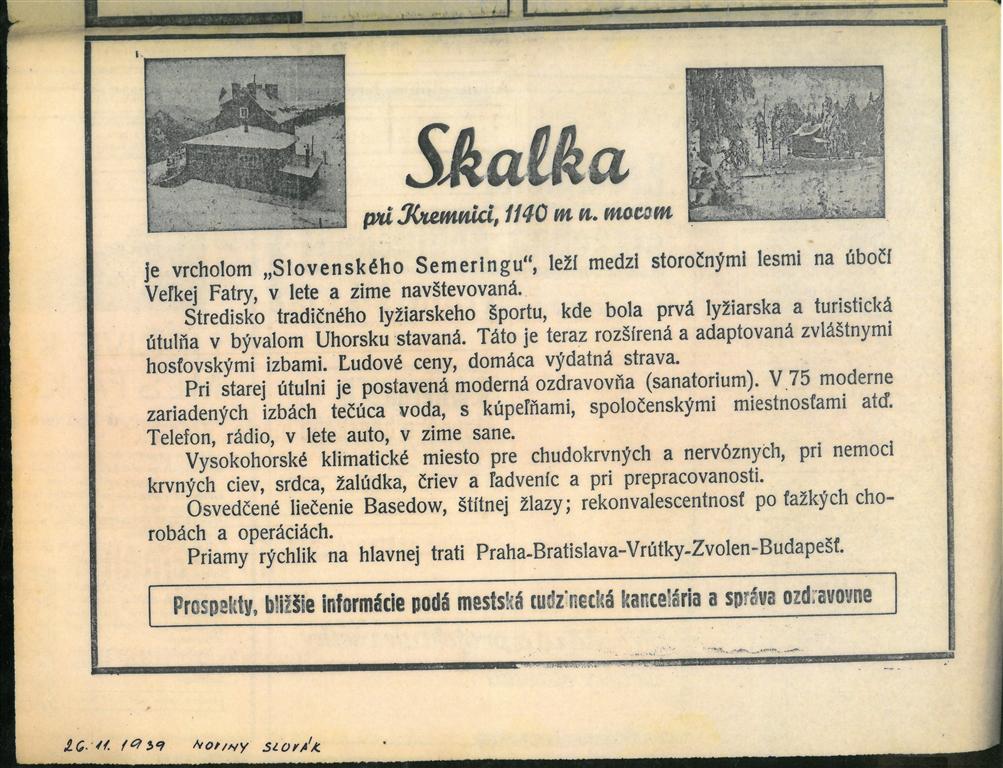 Skalka
pri Kremnici, 1140 m n. morom
je vrcholom „Slovenského Semeringu“, leží medzi storočnými lesmi na úbočí
Veľkej Fatry, v lete a zime navštevovaná.
Stredisko tradičného lyžiarskeho športu, kde bola prvá lyžiarska a turistická
útulňa v bývalom Uhorsku stavaná. Táto je teraz rozšírená a adaptovaná zvláštnymi
hosťovskými izbami. Ľudové ceny, domáca výdatná strava.
Pri starej útulni je postavená moderná ozdravovňa (sanatorium). V 75 moderne
zariadených izbách tečúca voda, s kúpeľňami, spoločenskými miestnosťami atď.
Telefon, rádio, v lete auto, v zime sane.
Vysokohorské klimatické miesto pre chudokrvných a nervóznych, pri nemoci
krvných ciev, srdca, žalúdka, čriev a ľadveníc a pri prepracovanosti.
Osvedčené liečenie Basedow, štítnej žlazy; rekonvalescentnosť po ťažkých cho-
robách a operáciách.
Priamy rýchlik na hlavnej trati Praha-Bratislava-Vrútky-Zvolen-Budapešť.
Prospekty, bližšie informácie podá mestská cudzinecká kancelária a správa ozdravovne
26. 11. 1939 NOVINY SLOVÁK